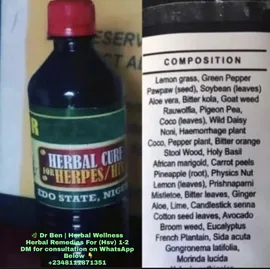 HERBAL CURE
FOR HERPES/
EDO STATE, NIG
Dr Ben | Herbal Wellness
Herbal Remedies For (Hsv) 1-2
DM for consultation on WhatsApp
Below 👇
COMPOSITION
Lemon grass, Green Pepper
Pawpaw (seed), Soybean (leaves)
Aloe vera, Bitter kola, Goat weed
Rauwolfia, Pigeon Pea,
Coco (leaves), Wild Daisy
Noni, Haemorrhage plant
Coco, Pepper plant, Bitter orange
Stool Wood, Holy Basil
African marigold, Carrot peels
Pineapple (root), Physics Nut
Lemon (leaves), Prishnaparni
Mistletoe, Bitter leaves, Ginger
Aloe, Lime, Candlestick senna
Cotton seed leaves, Avocado
Broom weed, Eucalyptus
French Plantain, Sida acuta
Gongronema latifolia,
Morinda lucida